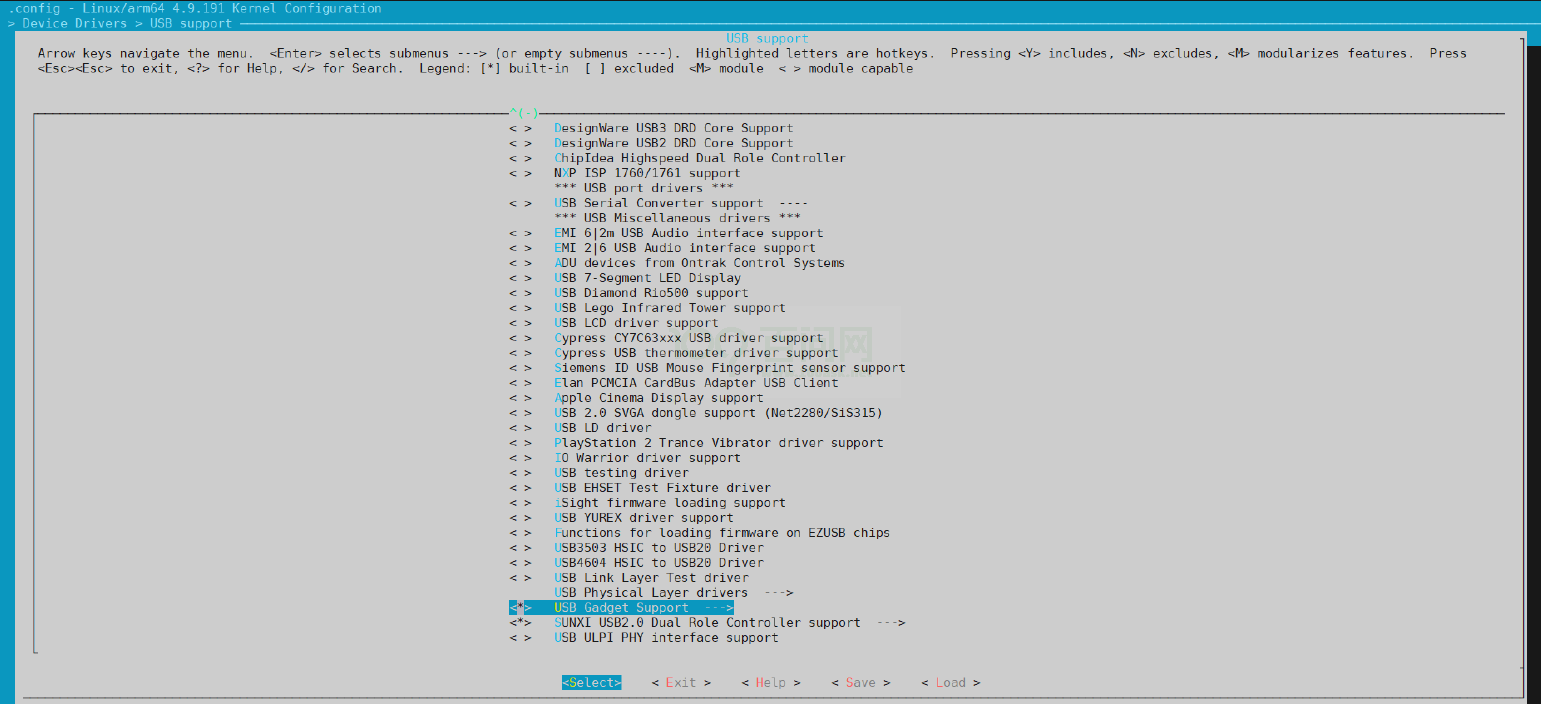 .config - Linux/arm64 4.9.191 Kernel Configuration
> Device Drivers > USB support
USB support
Arrow keys navigate the menu.  <Enter> selects submenus ---> (or empty submenus ----).  Highlighted letters are hotkeys.  Pressing <Y> includes, <N> excludes, <M> modularizes features.  Press
<Esc><Esc> to exit, <?> for Help, </> for Search.  Legend: [*] built-in  [ ] excluded  <M> module  < > module capable
^(-)
< > DesignWare USB3 DRD Core Support
< > DesignWare USB2 DRD Core Support
< > ChipIdea Highspeed Dual Role Controller
< > NXP ISP 1760/1761 support
*** USB port drivers ***
< > USB Serial Converter support  ----
*** USB Miscellaneous drivers ***
< > EMI 6|2m USB Audio interface support
< > EMI 2|6 USB Audio interface support
< > ADU devices from Ontrak Control Systems
< > USB 7-Segment LED Display
< > USB Diamond Rio500 support
< > USB Lego Infrared Tower support
< > USB LCD driver support
< > Cypress CY7C63xxx USB driver support
< > Cypress USB thermometer driver support
< > Siemens ID USB Mouse Fingerprint sensor support
< > Elan PCMCIA CardBus Adapter USB Client
< > Apple Cinema Display support
< > USB 2.0 SVGA dongle support (Net2280/SiS315)
< > USB LD driver
< > PlayStation 2 Trance Vibrator driver support
< > IO Warrior driver support
< > USB testing driver
< > USB EHSET Test Fixture driver
< > iSight firmware loading support
< > USB YUREX driver support
< > Functions for loading firmware on EZUSB chips
< > USB3503 HSIC to USB20 Driver
< > USB4604 HSIC to USB20 Driver
< > USB Link Layer Test driver
USB Physical Layer drivers  --->
<*> USB Gadget Support  --->
<*> SUNXI USB2.0 Dual Role Controller support  --->
< > USB ULPI PHY interface support
<Select>    < Exit >    < Help >    < Save >    < Load >